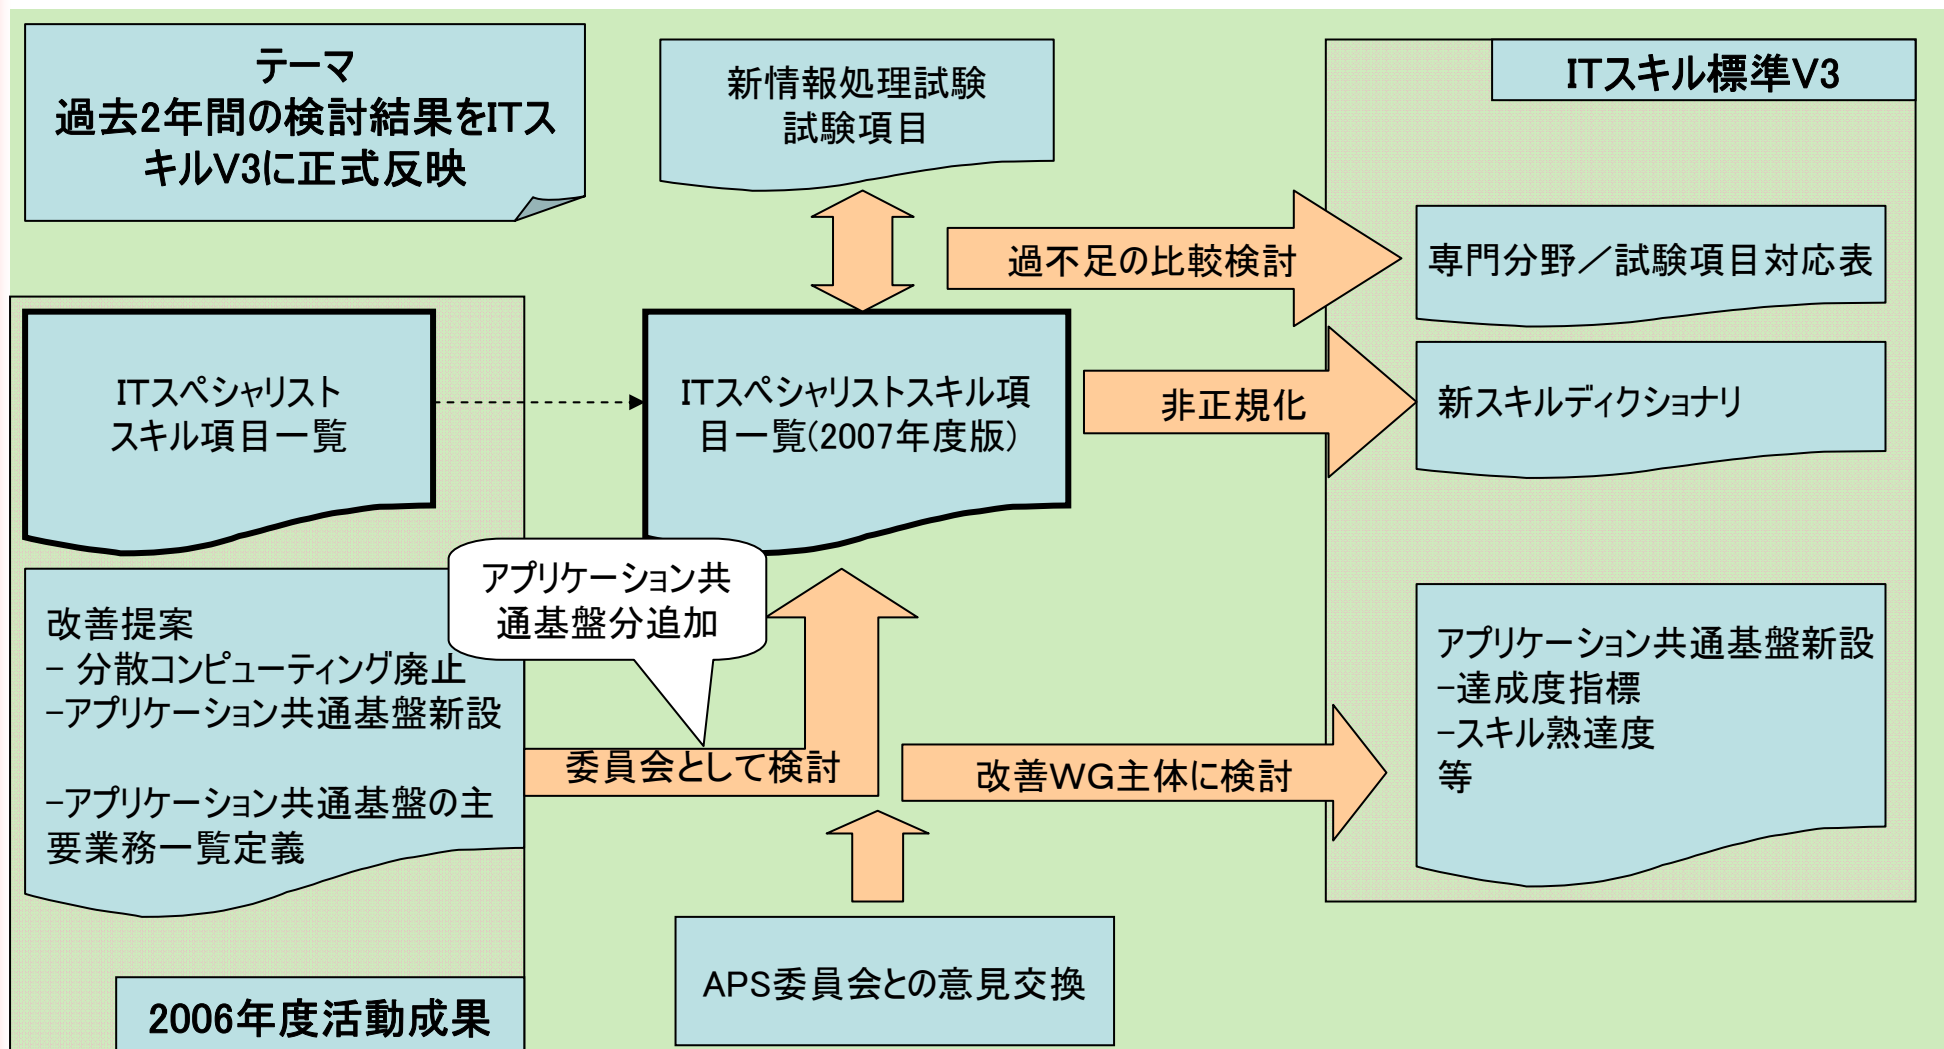 テーマ
過去2年間の検討結果をITス
キルV3に正式反映
新情報処理試験
試験項目
ITスキル標準V3
過不足の比較検討
専門分野／試験項目対応表
ITスペシャリスト
スキル項目一覧
ITスペシャリストスキル項
目一覧(2007年度版)
非正規化
新スキルディクショナリ
アプリケーション共
通基盤分追加
改善提案
- 分散コンピューティング廃止
-アプリケーション共通基盤新設
-アプリケーション共通基盤の主
要業務一覧定義
委員会として検討
改善WG主体に検討
アプリケーション共通基盤新設
-達成度指標
-スキル熟達度
等
APS委員会との意見交換
2006年度活動成果